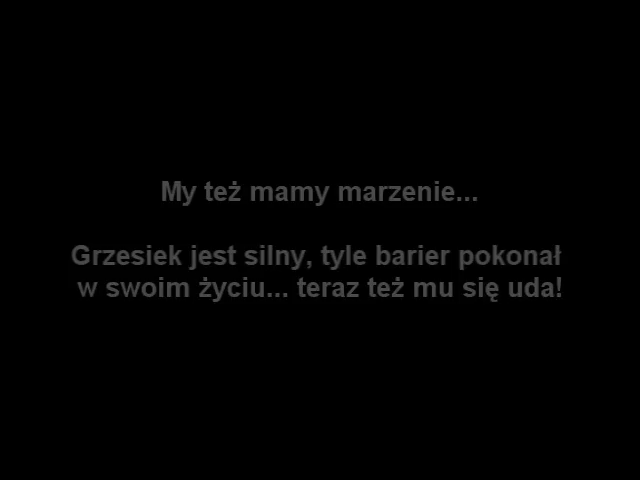 My też mamy marzenie...
Grzesiek jest silny, tyle barier pokonał
w swoim życiu... teraz też mu się uda!